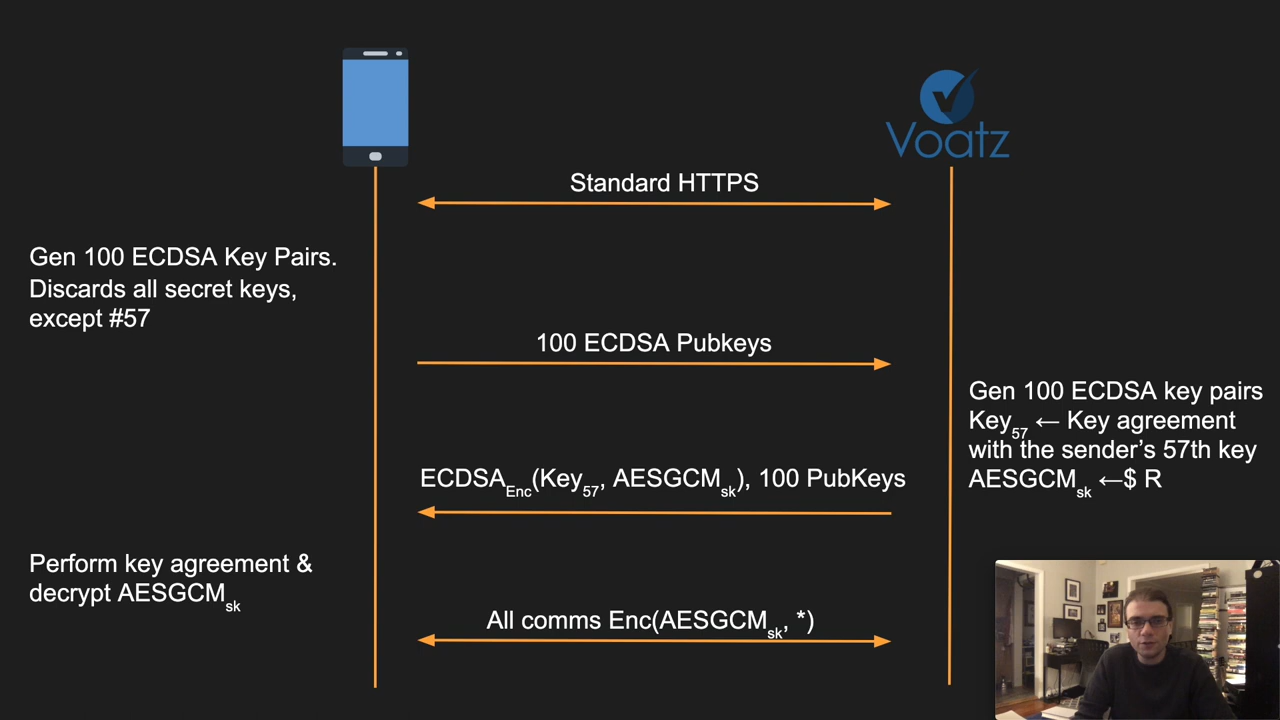 Voatz
Standard HTTPS
Gen 100 ECDSA Key Pairs.
Discards all secret keys,
except #57
100 ECDSA Pubkeys
Gen 100 ECDSA key pairs
Key57 ← Key agreement
with the sender's 57th key
AESGCMsk ←$ R
ECDSAEnc(Key57, AESGCMsk), 100 PubKeys
Perform key agreement &
decrypt AESGCMsk
All comms Enc(AESGCMsk, *)